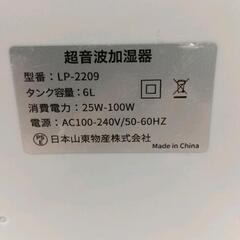 超音波加湿器
型番：LP-2209
タンク容量：6L
消費電力：25W-100W
電源：AC100-240V/50-60HZ
日本山東物産株式会社
Made in China